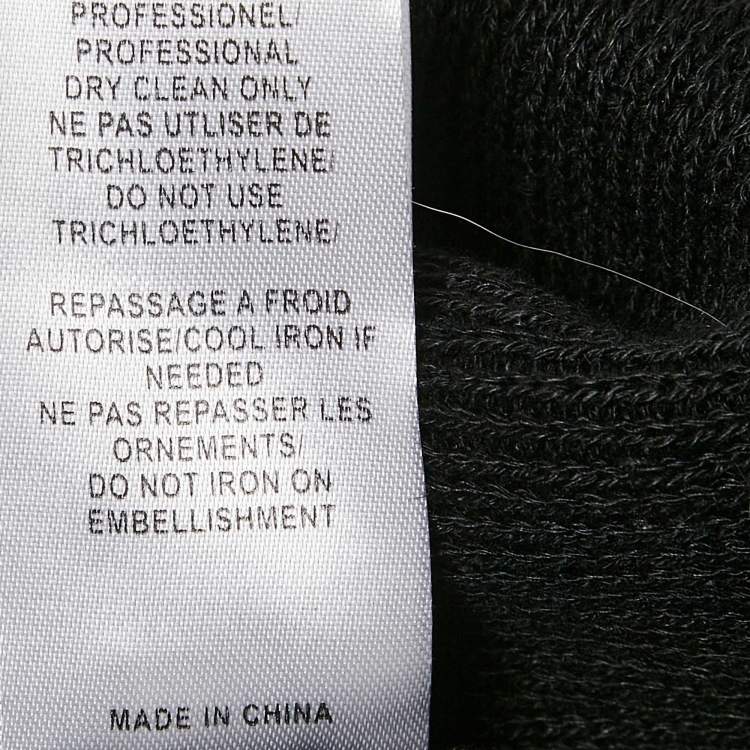 PROFESSIONEL/
PROFESSIONAL
DRY CLEAN ONLY
NE PAS UTLISER DE
TRICHLOETHYLENE/
DO NOT USE
TRICHLOETHYLENE/
REPASSAGE A FROID
AUTORISE/COOL IRON IF
NEEDED
NE PAS REPASSER LES
ORNEMENTS/
DO NOT IRON ON
EMBELLISHMENT
MADE IN CHINA